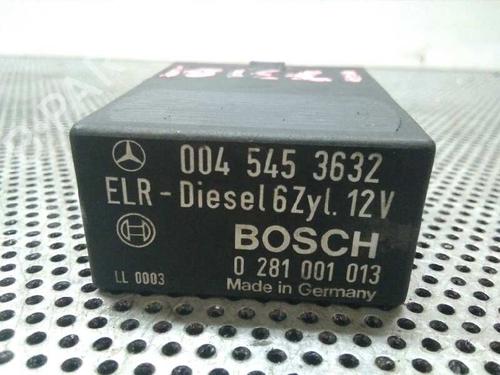 004 545 3632
ELR - Diesel 6Zyl. 12V
BOSCH
0 281 001 013
LL 0003
Made in Germany